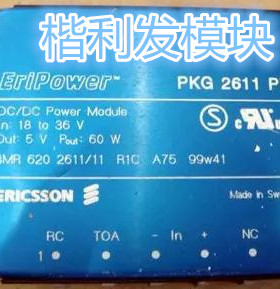 楷利发模块
EriPower™
PKG 2611 P
DC/DC Power Module
In: 18 to 36 V
Out: 5 V Pout: 60 W
BMR 620 2611/11 R1C A75 99w41
ERICSSON
Made in Sw
RC TOA - In + NC
1